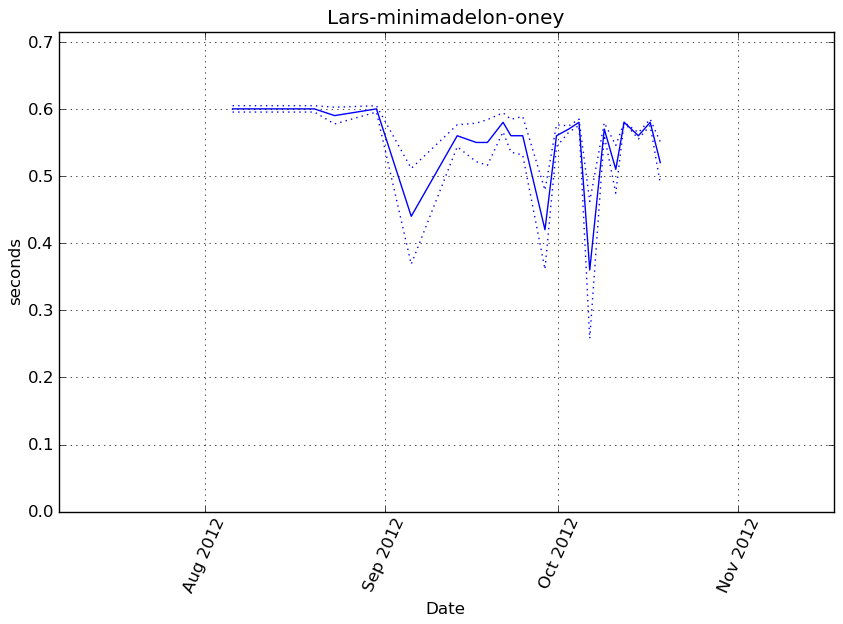 Lars-minimadelon-oney
0.7
0.6
0.5
0.4
0.3
0.2
0.1
0.0
seconds
Aug 2012
Sep 2012
Oct 2012
Nov 2012
Date